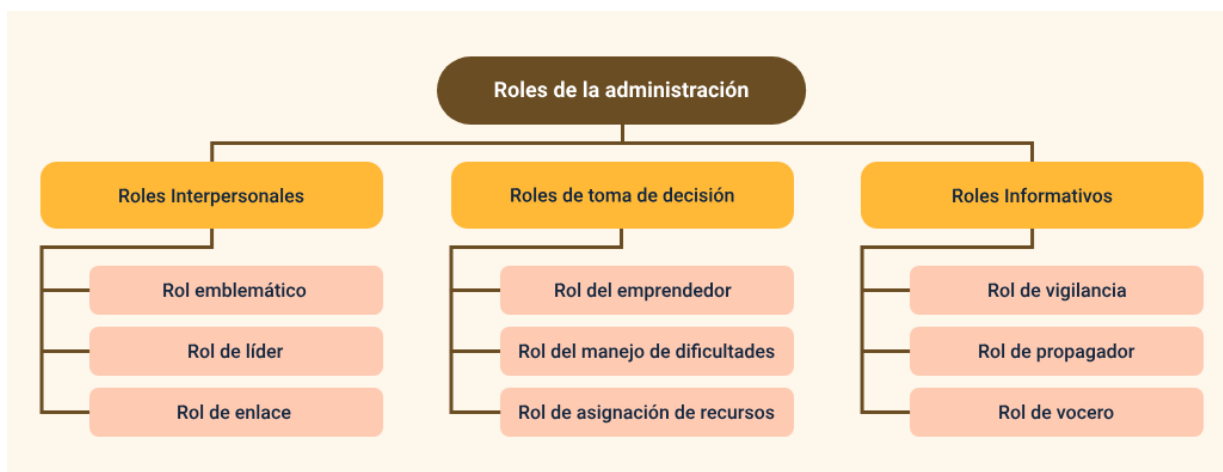 Roles de la administración
Roles Interpersonales
Rol emblemático
Rol de líder
Rol de enlace
Roles de toma de decisión
Rol del emprendedor
Rol del manejo de dificultades
Rol de asignación de recursos
Roles Informativos
Rol de vigilancia
Rol de propagador
Rol de vocero